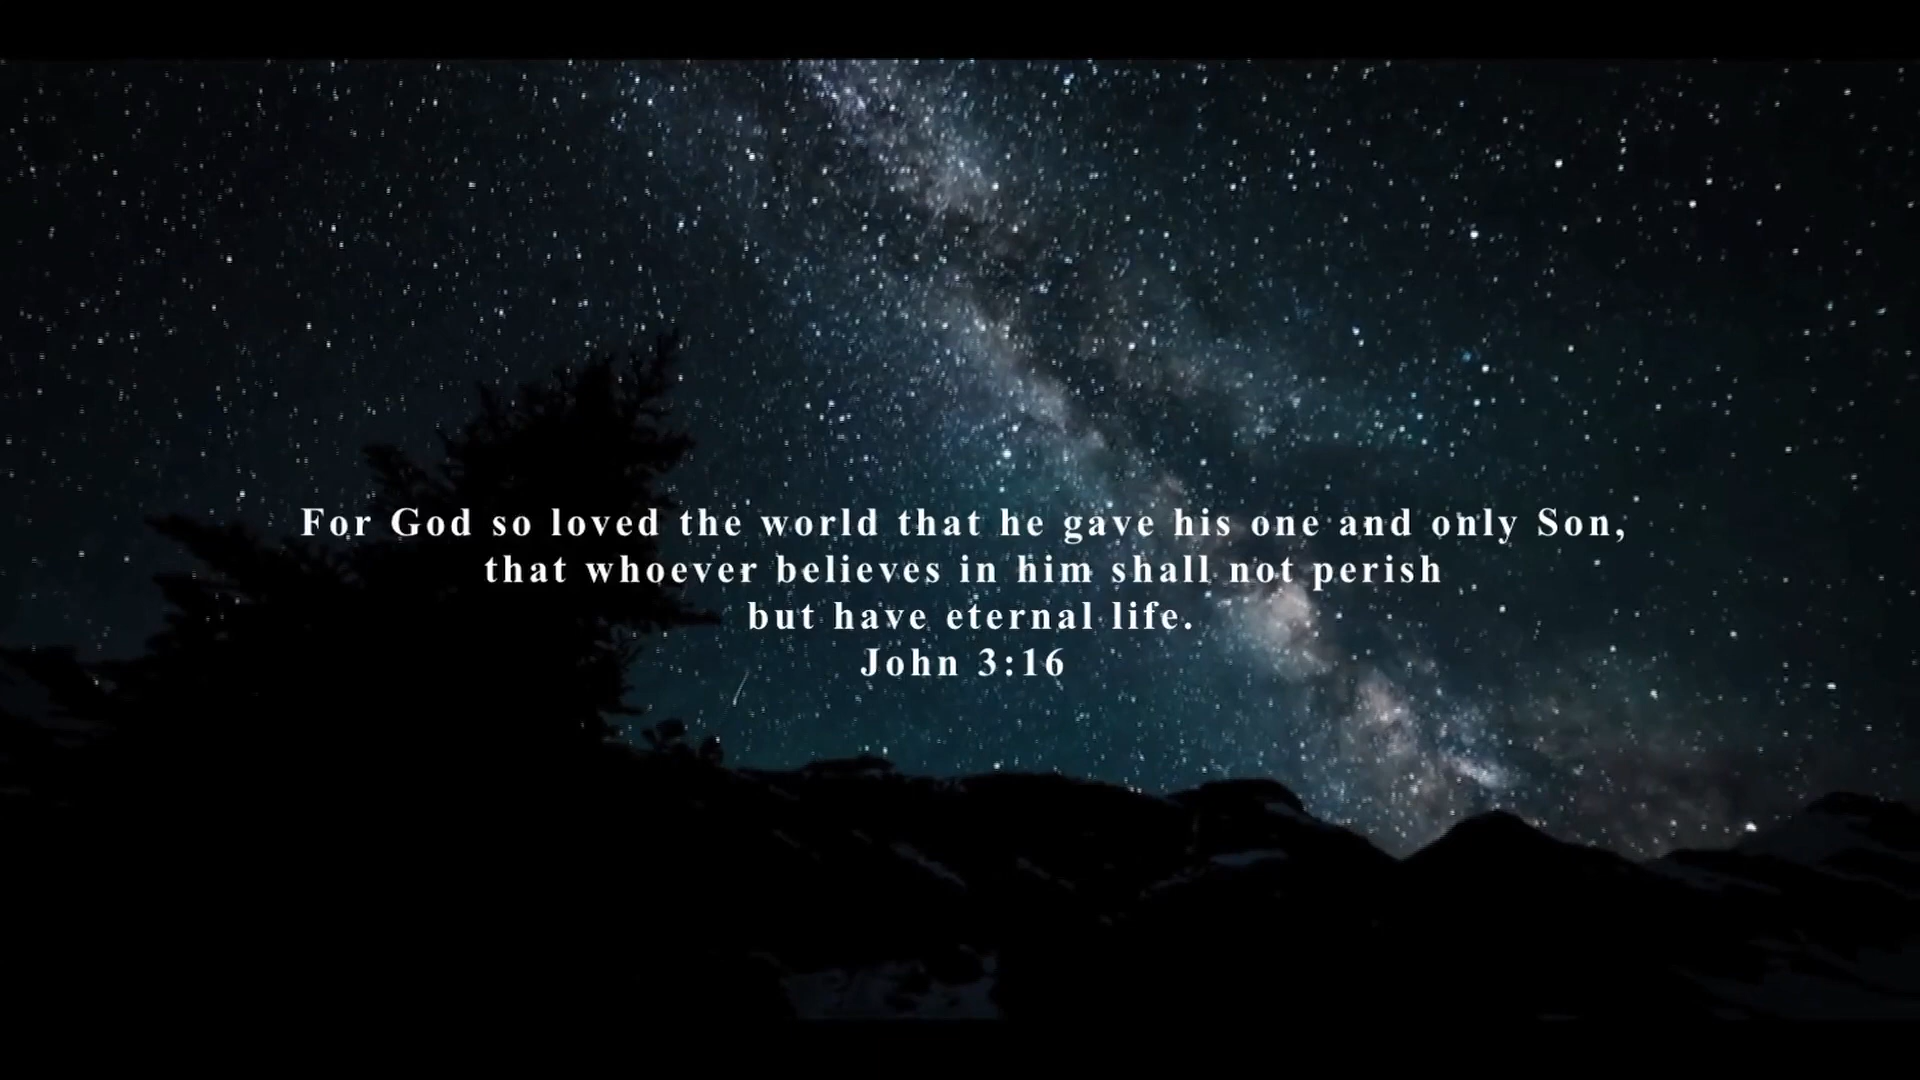 For God so loved the world that he gave his one and only Son,
that whoever believes in him shall not perish
but have eternal life.
John 3:16